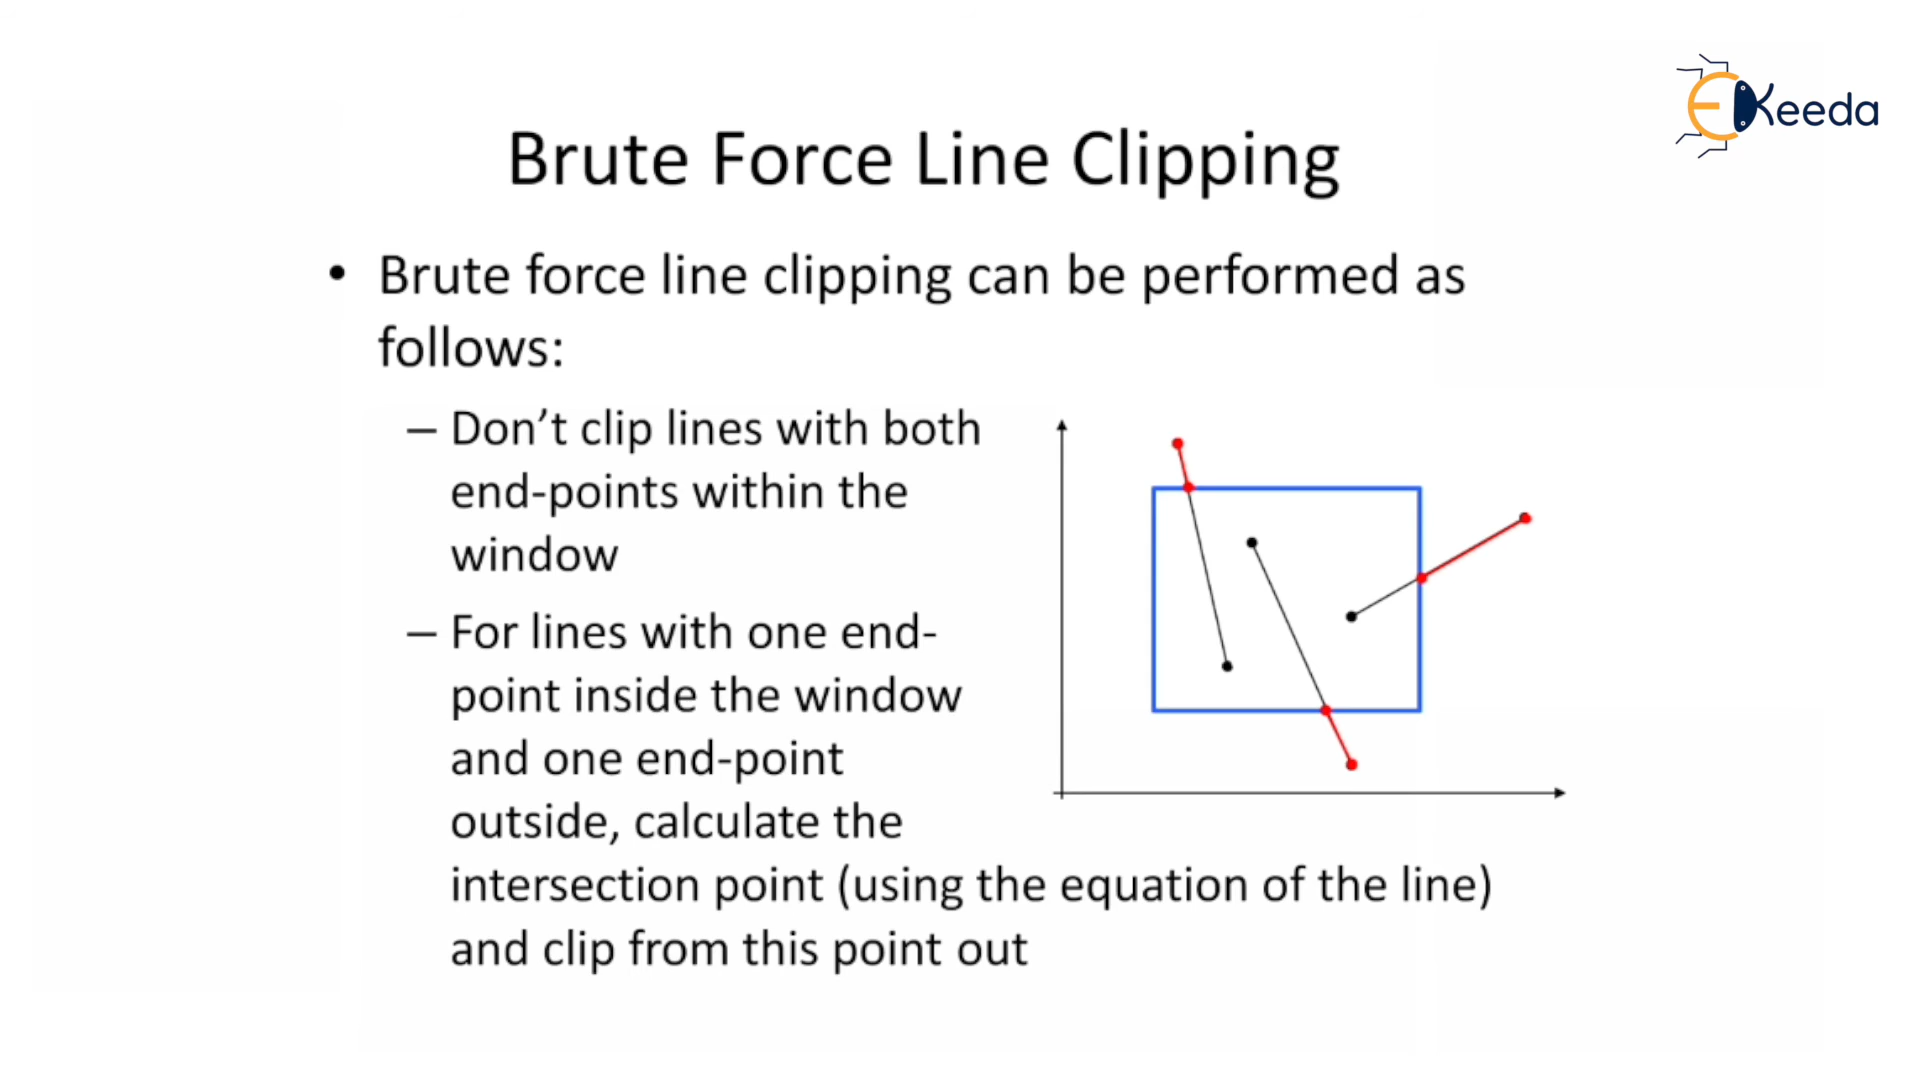 EKeeda
Brute Force Line Clipping
• Brute force line clipping can be performed as
follows:
– Don’t clip lines with both
end-points within the
window
– For lines with one end-
point inside the window
and one end-point
outside, calculate the
intersection point (using the equation of the line)
and clip from this point out